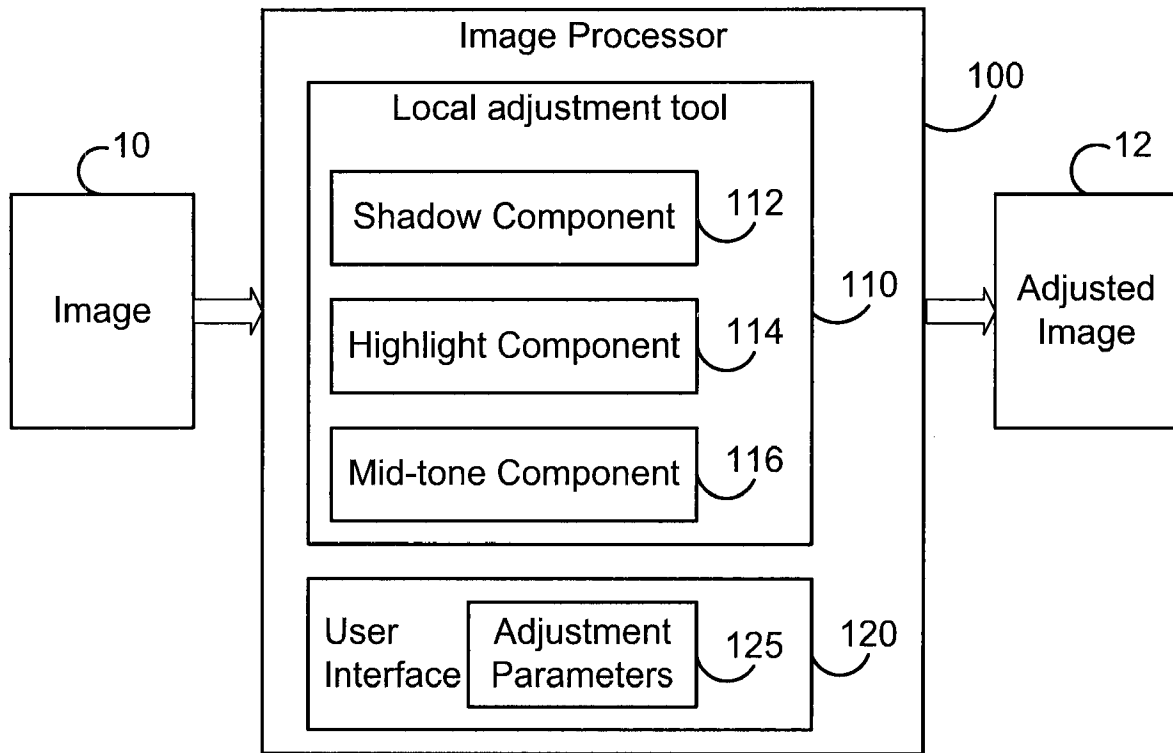 Image Processor
Local adjustment tool
100
10
12
Shadow Component
112
110
Image
Highlight Component
114
Adjusted
Image
Mid-tone Component
116
User
Interface
Adjustment
Parameters
125
120